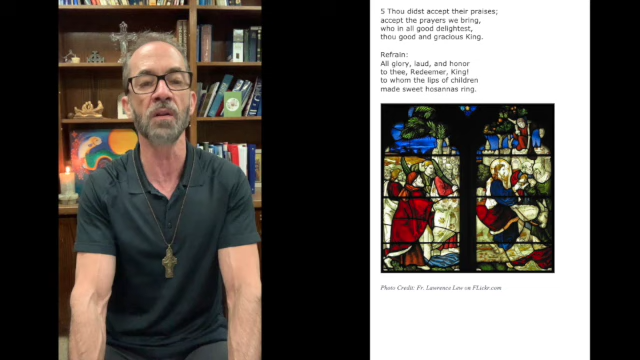 5 Thou didst accept their praises;
accept the prayers we bring,
who in all good delightest,
thou good and gracious King.
Refrain:
All glory, laud, and honor
to thee, Redeemer, King!
to whom the lips of children
made sweet hosannas ring.
Photo Credit: Fr. Lawrence Lew on FLickr.com